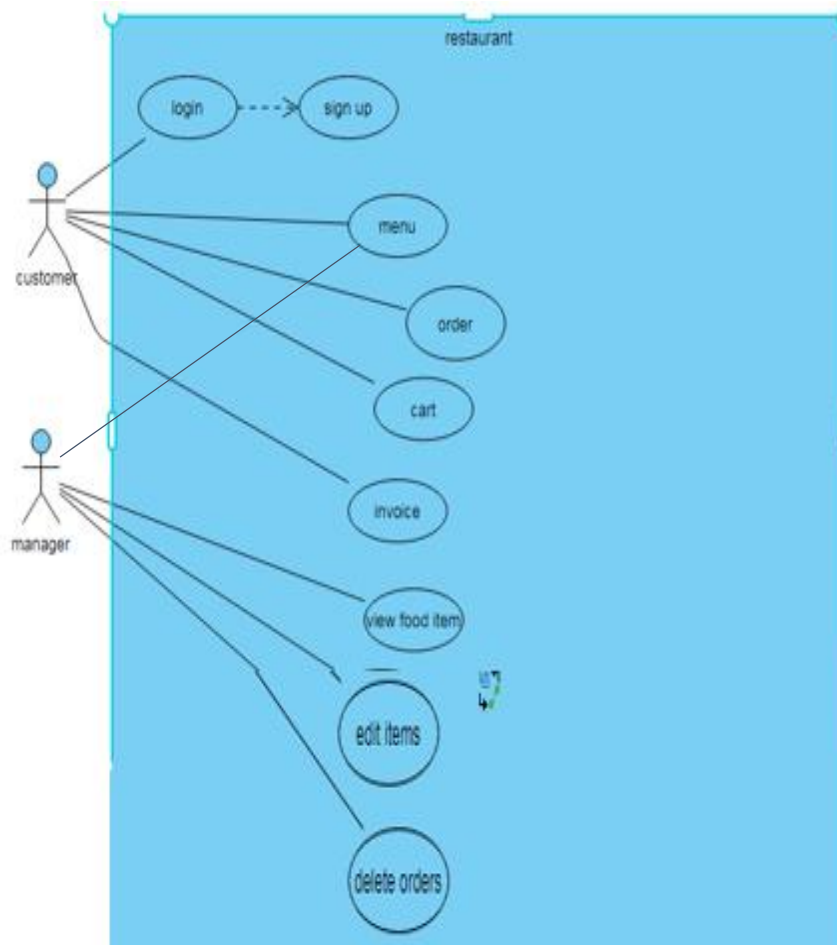 restaurant
login
sign up
menu
customer
order
cart
invoice
manager
view food item
edit items
delete orders